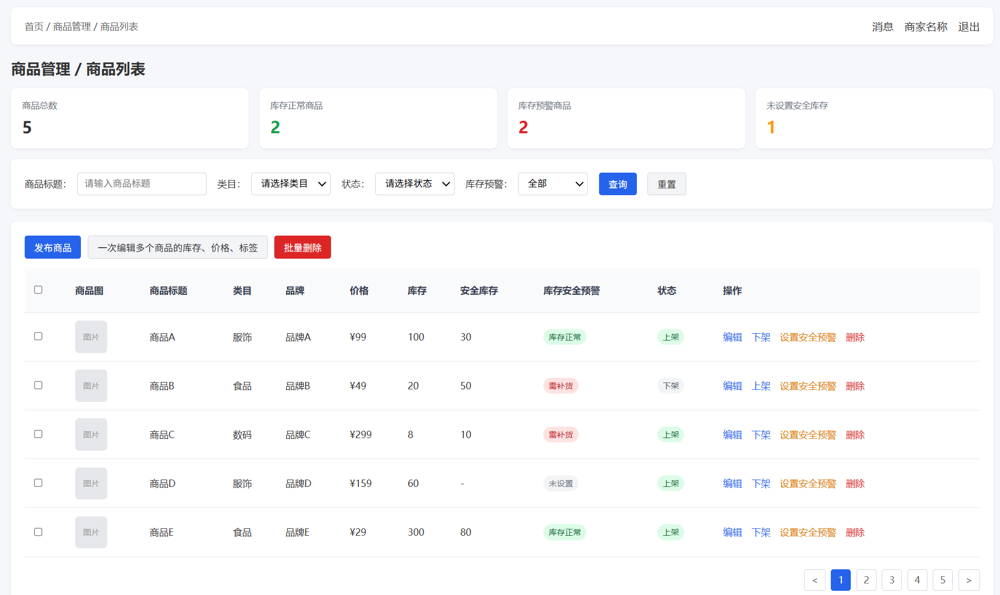 首页 / 商品管理 / 商品列表 消息 商家名称 退出
商品管理 / 商品列表
商品总数 库存正常商品 库存预警商品 未设置安全库存
5 2 2 1
商品标题： 请输入商品标题 类目： 请选择类目 状态： 请选择状态 库存预警： 全部 查询 重置
发布商品 一次编辑多个商品的库存、价格、标签 批量删除
商品图 商品标题 类目 品牌 价格 库存 安全库存 库存安全预警 状态 操作
图片 商品A 服饰 品牌A ¥99 100 30 库存正常 上架 编辑 下架 设置安全预警 删除
图片 商品B 食品 品牌B ¥49 20 50 需补货 下架 编辑 上架 设置安全预警 删除
图片 商品C 数码 品牌C ¥299 8 10 需补货 上架 编辑 下架 设置安全预警 删除
图片 商品D 服饰 品牌D ¥159 60 - 未设置 上架 编辑 下架 设置安全预警 删除
图片 商品E 食品 品牌E ¥29 300 80 库存正常 上架 编辑 下架 设置安全预警 删除
< 1 2 3 4 5 >